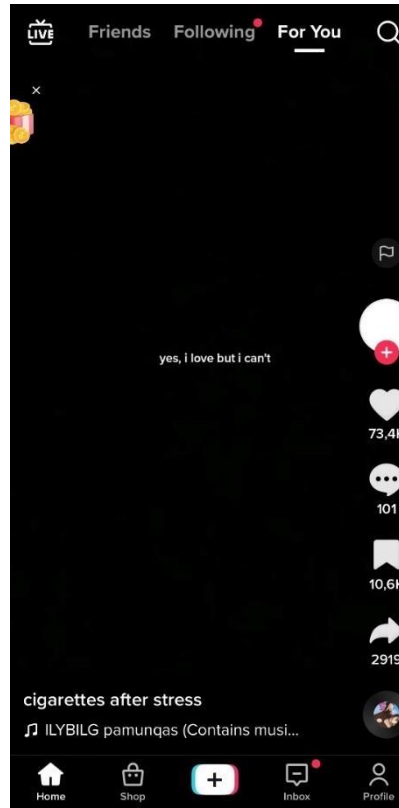 LIVE Friends Following For You
yes, i love but i can't
73,4K
101
10,6K
2919
cigarettes after stress
ILYBILG pamunqas (Contains musi...
Home Shop Inbox Profile